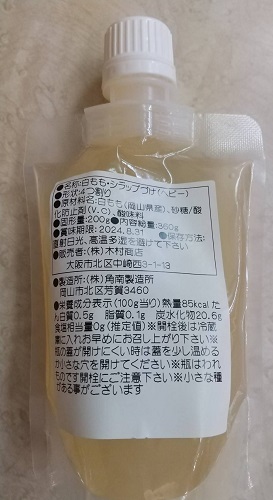 ●名称:白もも・シラップづけ(ヘビー)
●形状:4つ割り
●原材料名:白もも(岡山県産)、砂糖/酸
化防止剤(V.C)、酸味料
●固形量:200g●内容総量:360g
●賞味期限:2024.8.31 ●保存方法:
直射日光、高温多湿を避けて下さい
●販売者:(株)木村商店
大阪市北区中崎西3-1-13
●製造所:(株)角南製造所
岡山市北区芳賀3460
●栄養成分表示(100g当り)熱量85kcalた
ん白質0.5g 脂質0.1g 炭水化物20.6g
食塩相当量0g(推定値)※開栓後は冷蔵
庫に入れお早めにお召し上がり下さい※
瓶の蓋が開けにくい時は蓋を少し温める
か小さな穴を開けてください※瓶はわれ
ものです開栓にご注意下さい※小さな種
がある事がございます